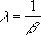 λ = 1/β